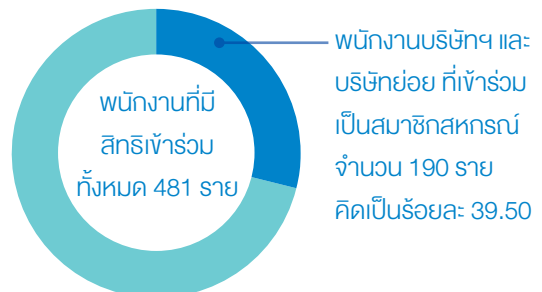 พนักงานที่มี
สิทธิเข้าร่วม
ทั้งหมด 481 ราย
พนักงานบริษัทฯ และ
บริษัทย่อย ที่เข้าร่วม
เป็นสมาชิกสหกรณ์
จำนวน 190 ราย
คิดเป็นร้อยละ 39.50